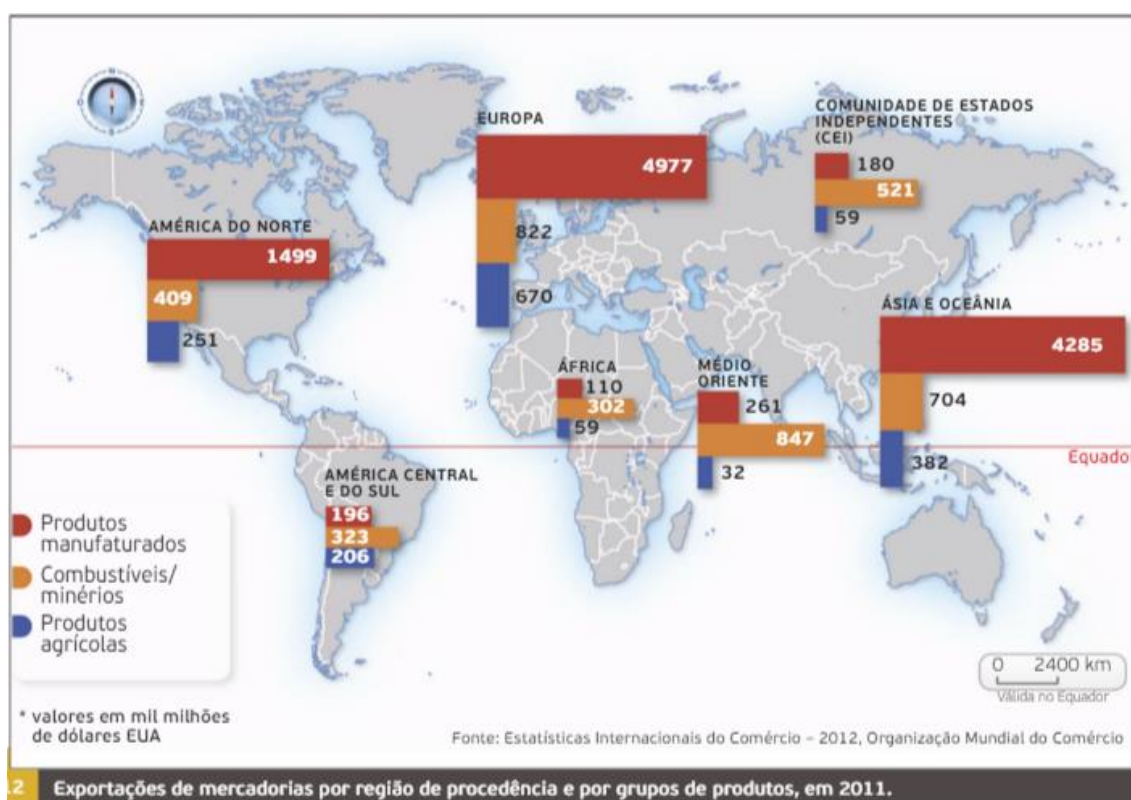 EUROPA
4977
822
670
COMUNIDADE DE ESTADOS
INDEPENDENTES
(CEI)
180
521
59
AMÉRICA DO NORTE
1499
409
251
ÁSIA E OCEÂNIA
4285
704
382
ÁFRICA
110
302
59
MÉDIO
ORIENTE
261
847
32
Equador
AMÉRICA CENTRAL
E DO SUL
196
323
206
Produtos
manufaturados
Combustíveis/
minérios
Produtos
agrícolas
0 2400 km
Válida no Equador
* valores em mil milhões
de dólares EUA
Fonte: Estatísticas Internacionais do Comércio – 2012, Organização Mundial do Comércio
12 Exportações de mercadorias por região de procedência e por grupos de produtos, em 2011.